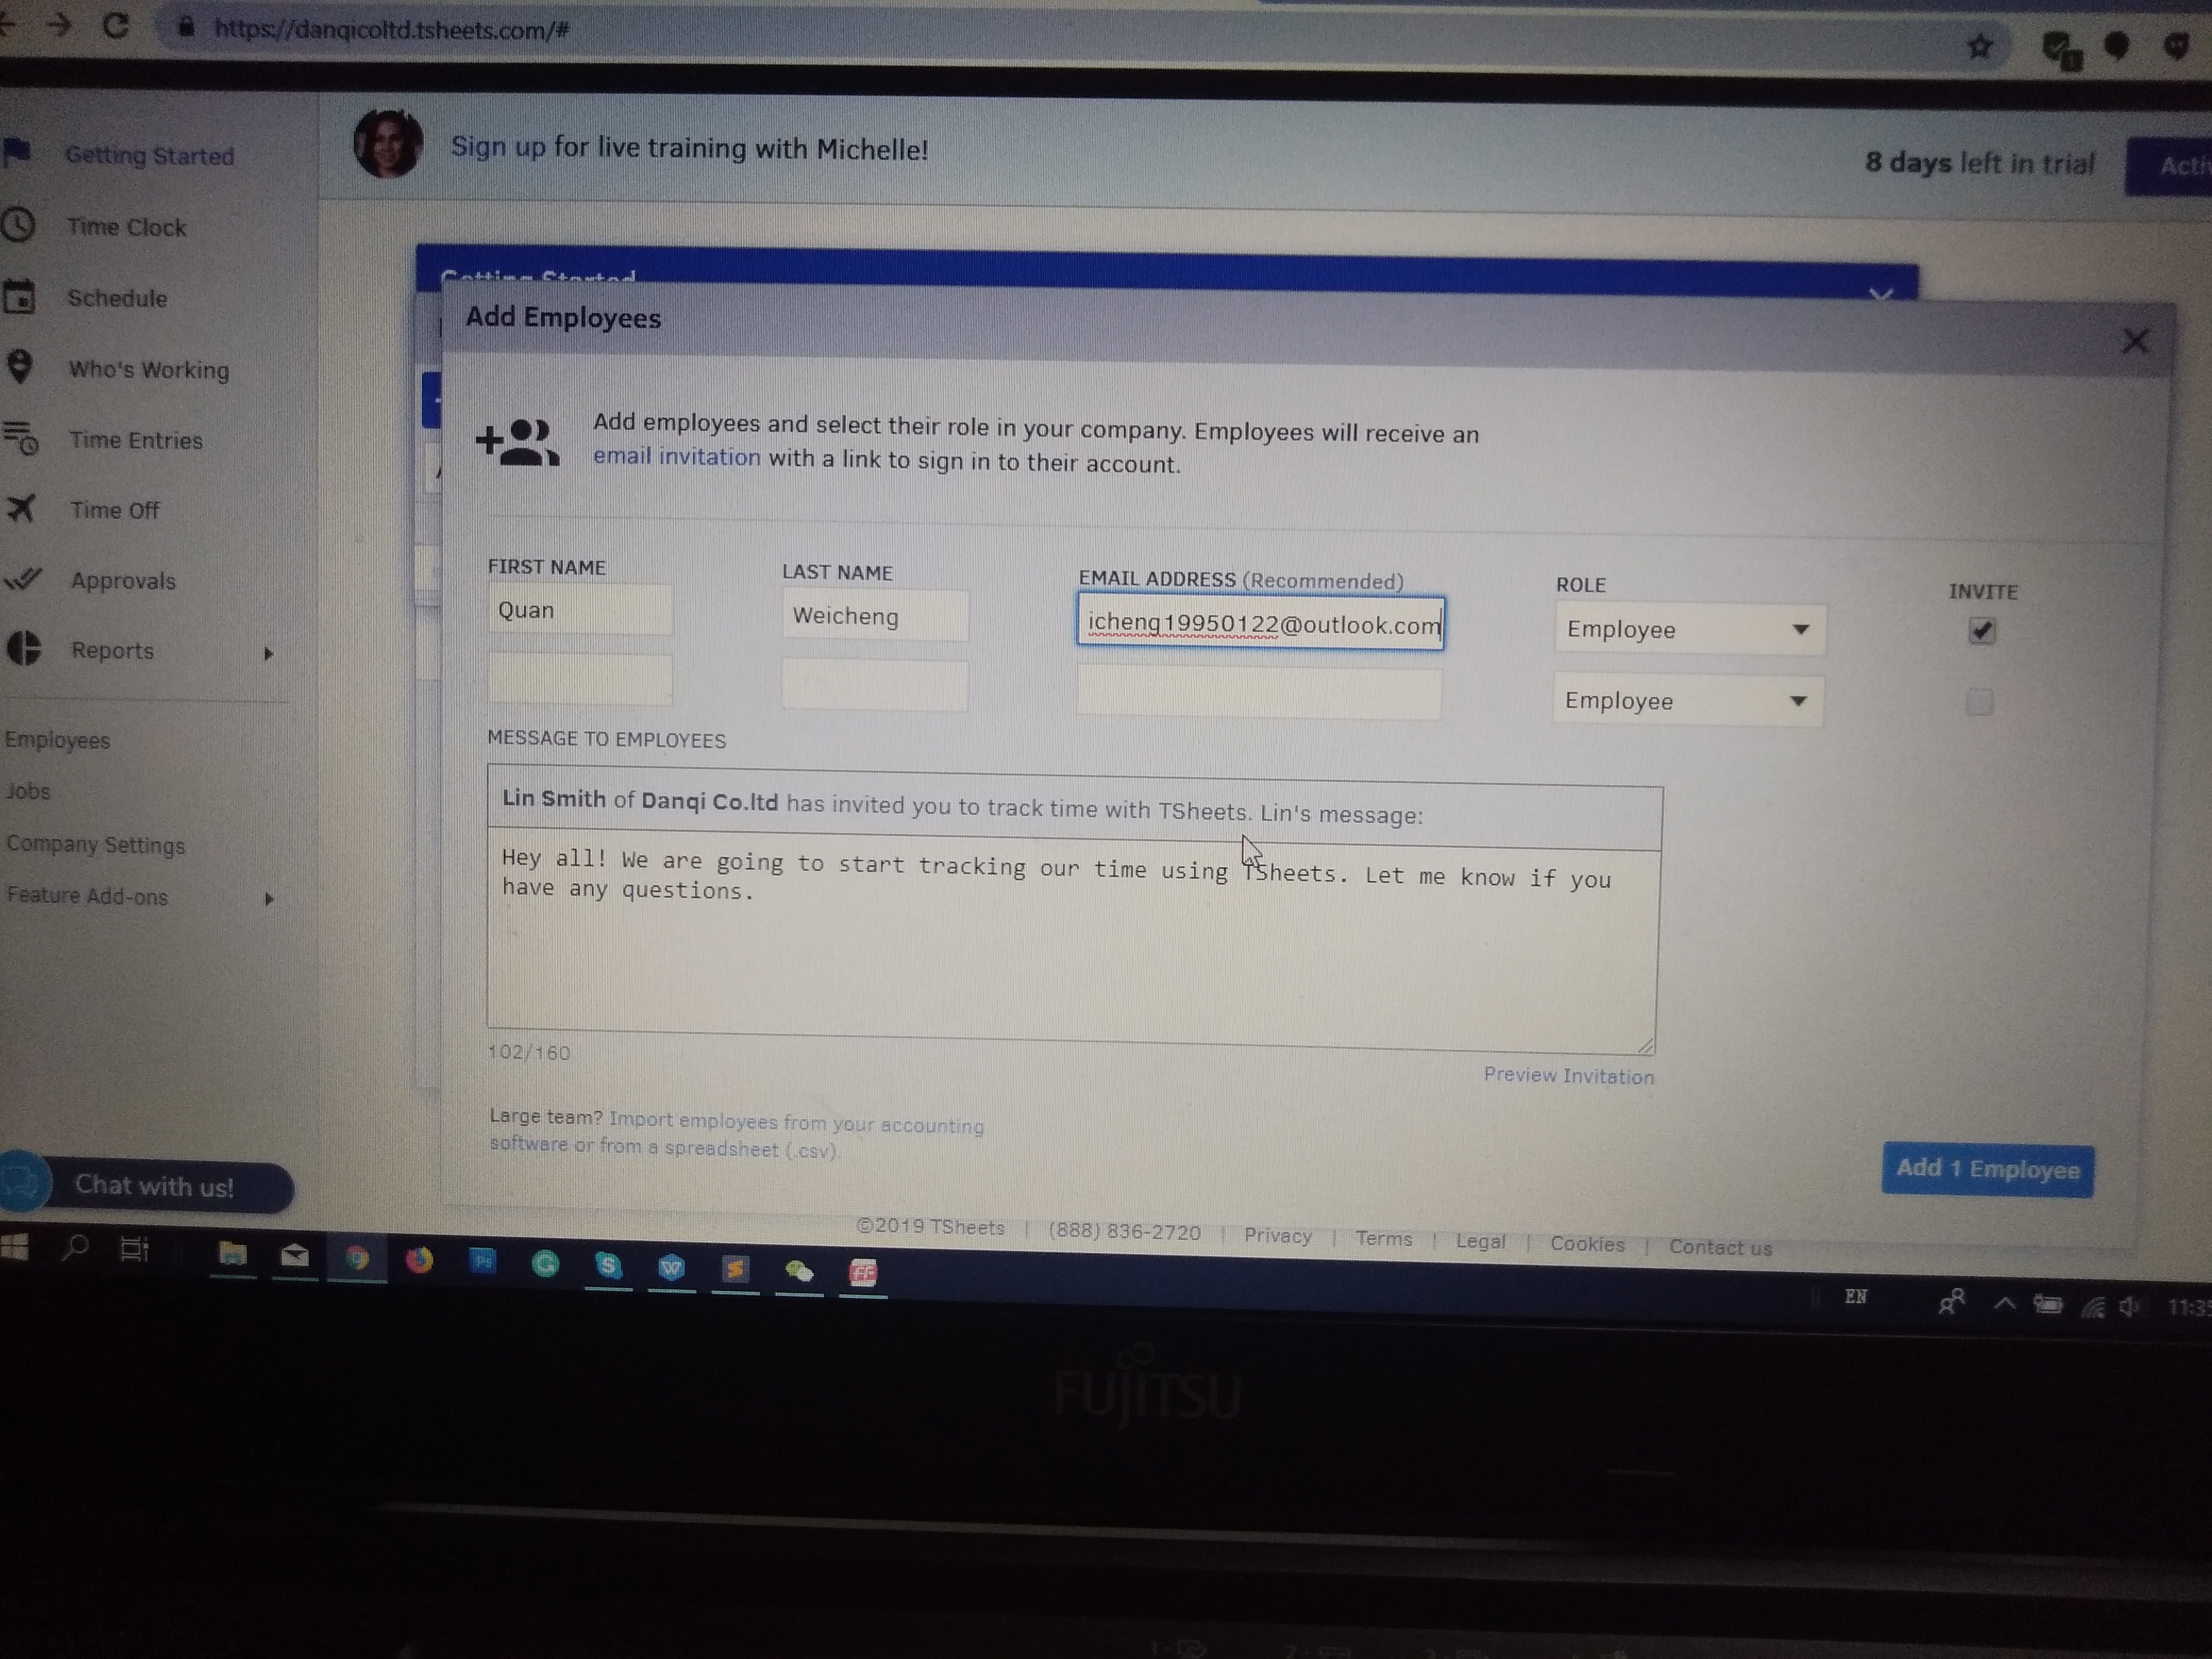 https://danqicoltd.tsheets.com/#
Getting Started
Time Clock
Schedule
Who's Working
Time Entries
Time Off
Approvals
Reports
Employees
Jobs
Company Settings
Feature Add-ons
Chat with us!
Sign up for live training with Michelle!
8 days left in trial
Getting Started
Add Employees
Add employees and select their role in your company. Employees will receive an
email invitation with a link to sign in to their account.
FIRST NAME LAST NAME EMAIL ADDRESS (Recommended) ROLE INVITE
Quan Weicheng icheng19950122@outlook.com Employee
Employee
MESSAGE TO EMPLOYEES
Lin Smith of Danqi Co.ltd has invited you to track time with TSheets. Lin's message:
Hey all! We are going to start tracking our time using TSheets. Let me know if you
have any questions.
102/160
Preview Invitation
Large team? Import employees from your accounting
software or from a spreadsheet (.csv).
Add 1 Employee
©2019 TSheets | (888) 836-2720 | Privacy | Terms | Legal | Cookies | Contact us
Ps
EN
FUJITSU